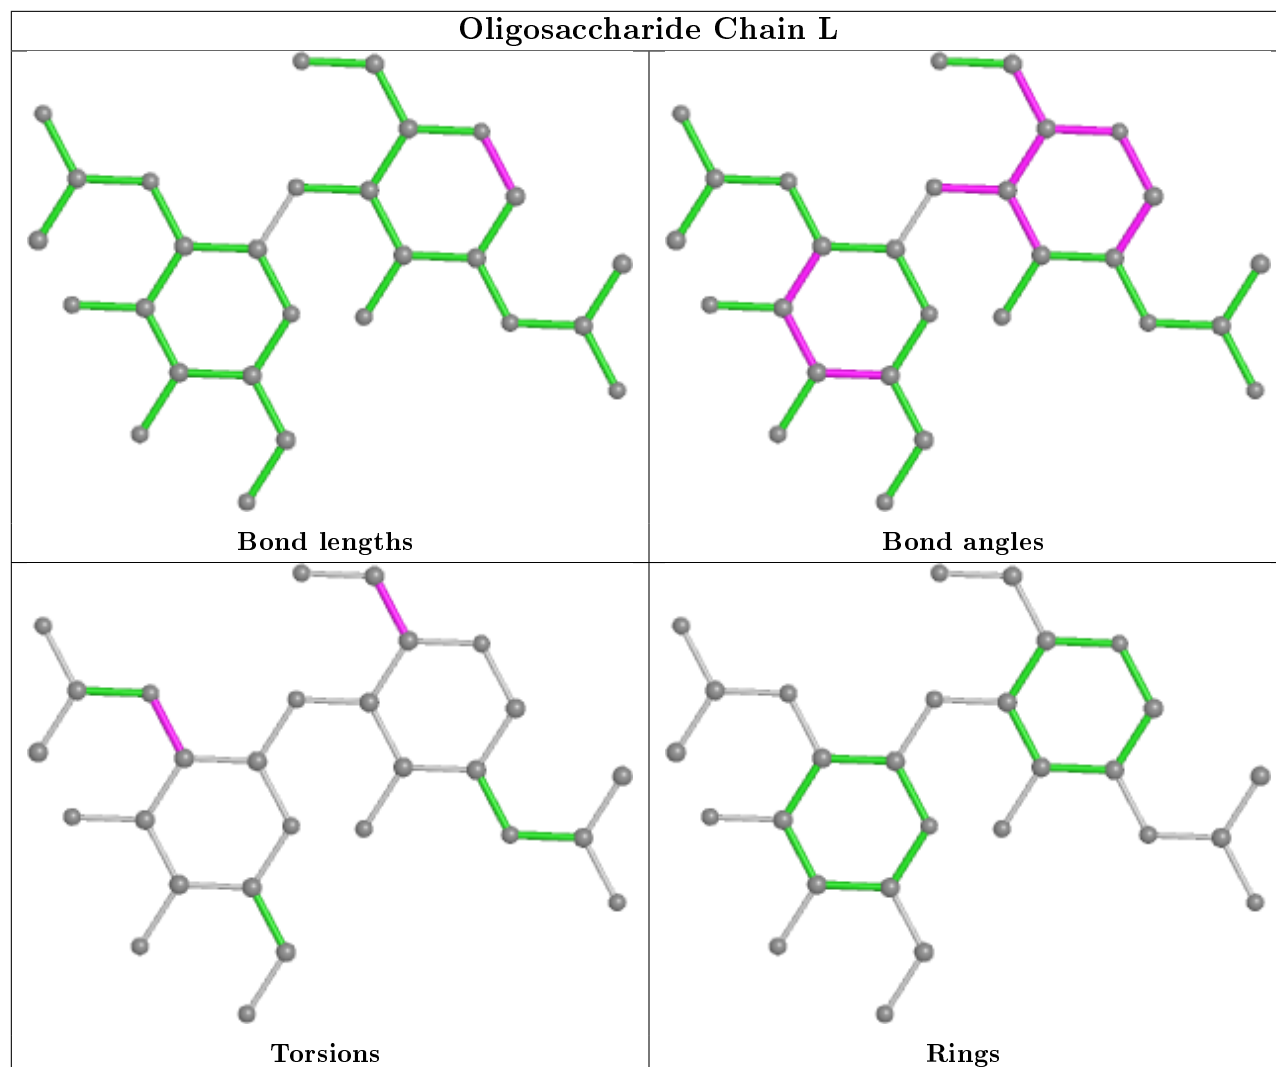 Oligosaccharide Chain L
Bond lengths
Bond angles
Torsions
Rings